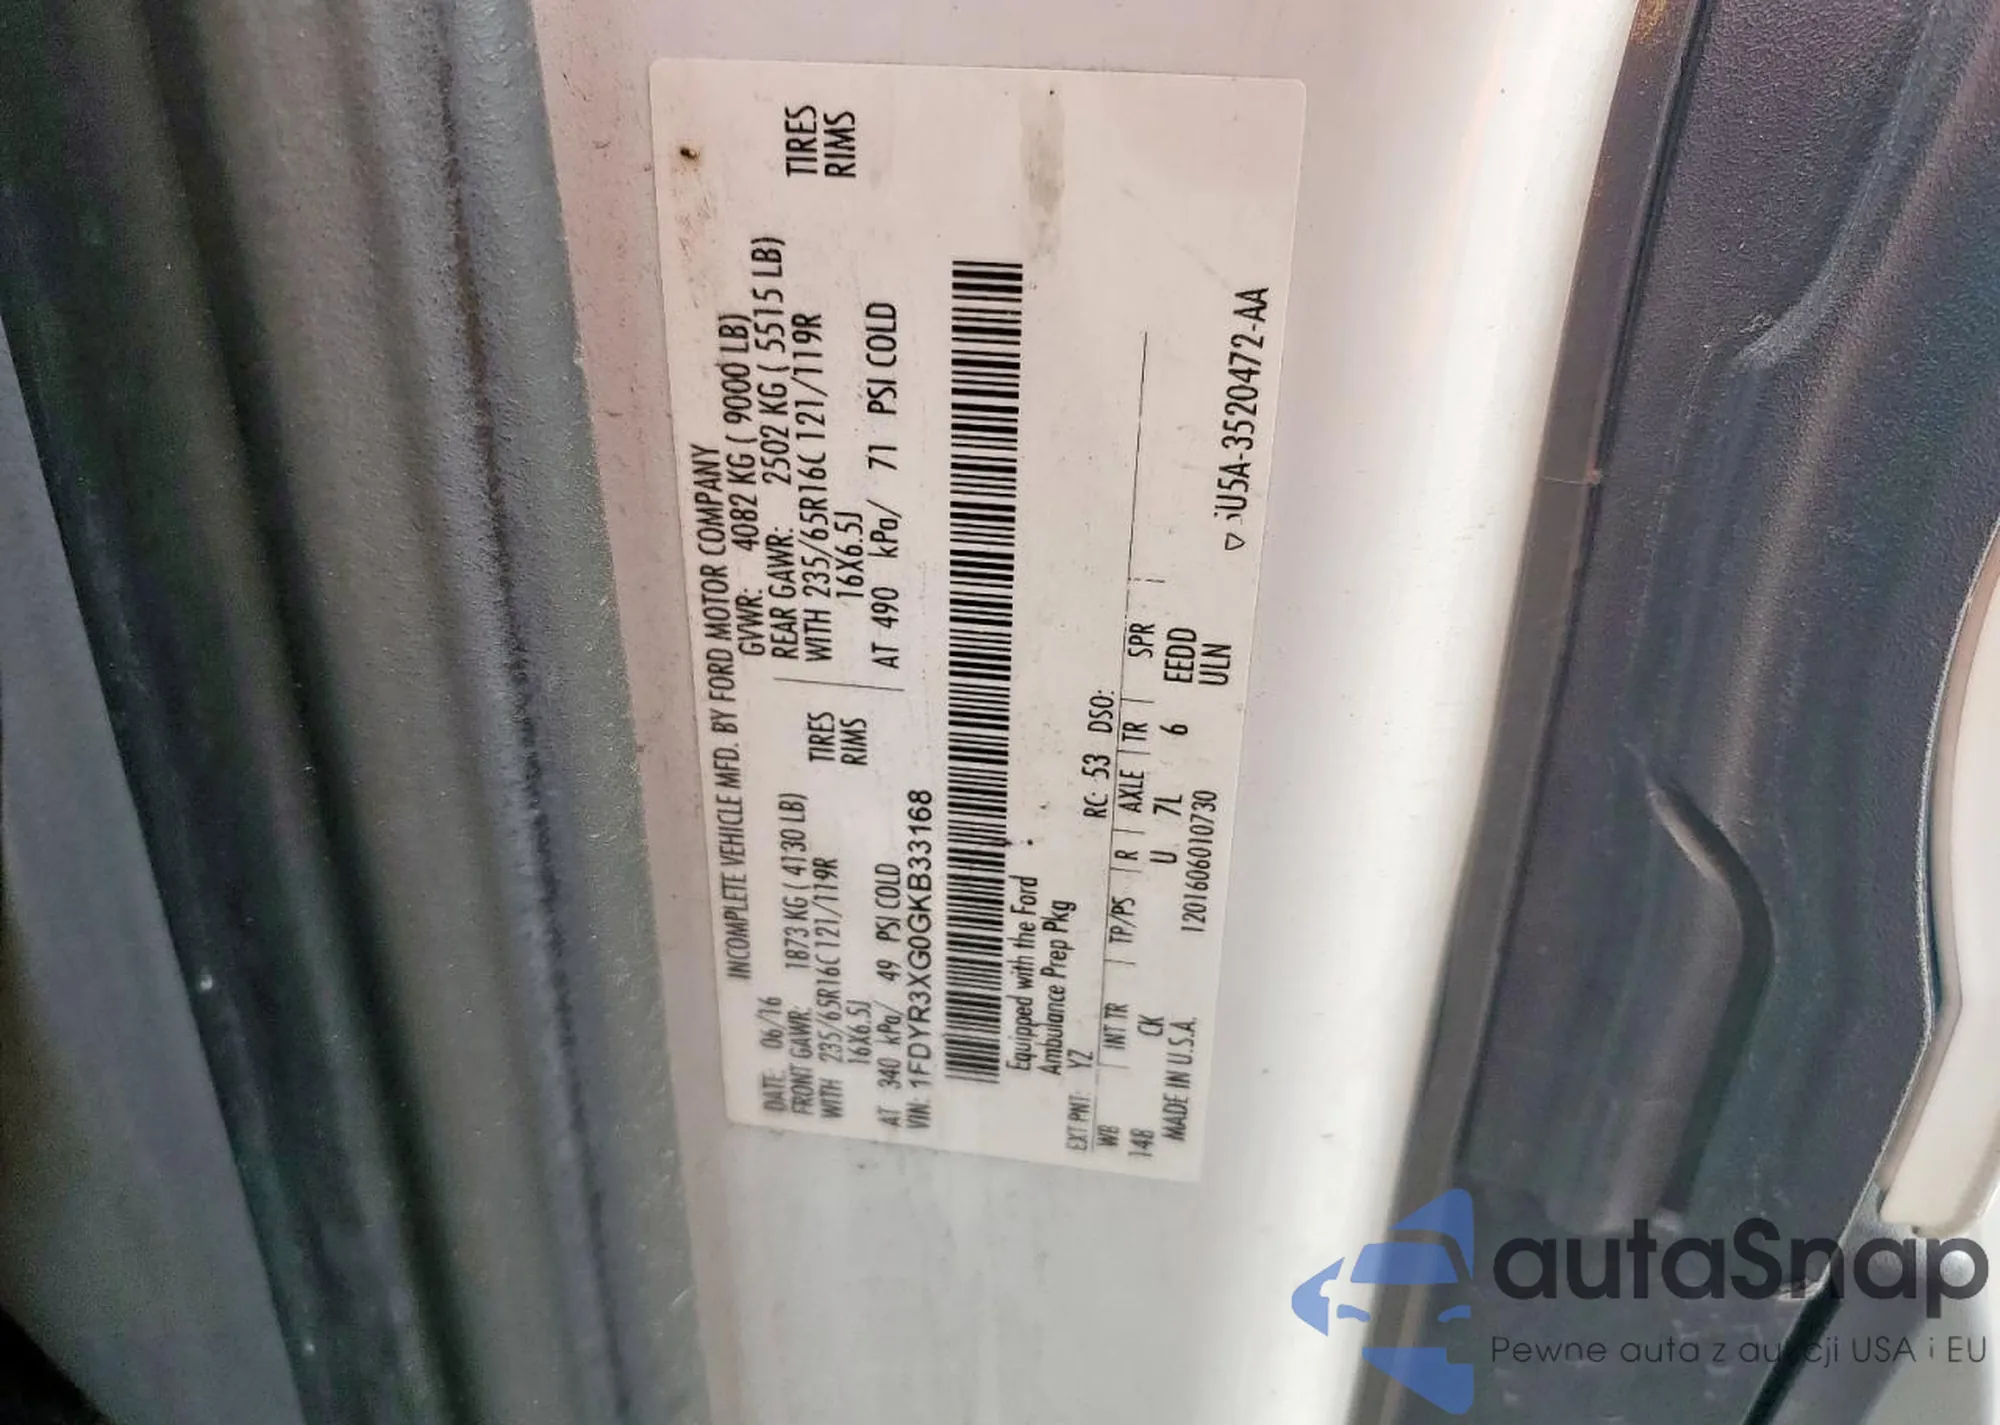 INCOMPLETE VEHICLE MFD. BY FORD MOTOR COMPANY
DATE: 06/16 GVWR: 4082 KG ( 9000 LB)
FRONT GAWR: 1873 KG ( 4130 LB) REAR GAWR: 2502 KG ( 5515 LB)
WITH 235/65R16C 121/119R TIRES WITH 235/65R16C 121/119R TIRES
16X6.5J RIMS 16X6.5J RIMS
AT 340 kPa/ 49 PSI COLD AT 490 kPa/ 71 PSI COLD
VIN: 1FDYR3XG0GKB33168
Equipped with the Ford
Ambulance Prep Pkg
EXT PNT: YZ RC: 53 DSO:
WB INT TR TP/PS R AXLE TR SPR
148 CK U 7L 6 EEDD
MADE IN U.S.A. 120160601073​0 ULN
U5A-3520472-AA
autaSnap
Pewne auta z aukcji USA i EU